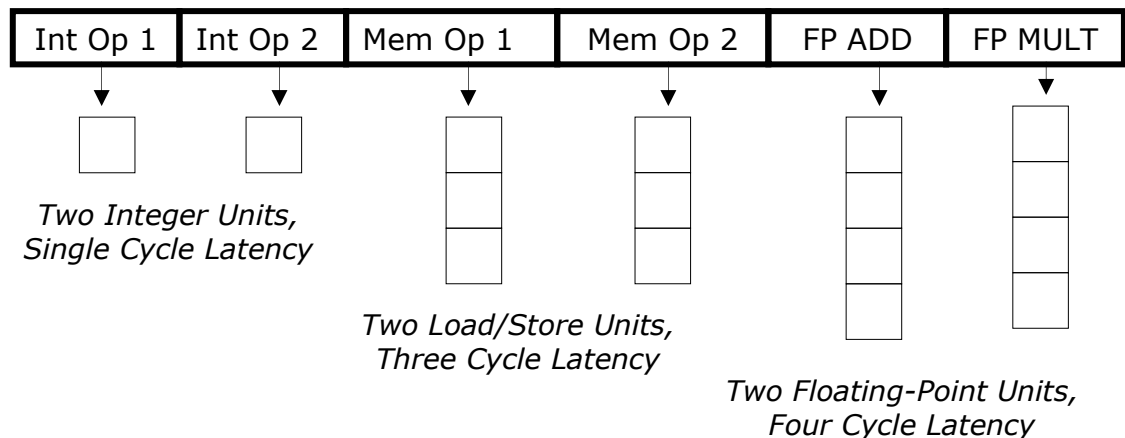 Int Op 1 Int Op 2 Mem Op 1 Mem Op 2 FP ADD FP MULT
Two Integer Units,
Single Cycle Latency
Two Load/Store Units,
Three Cycle Latency
Two Floating-Point Units,
Four Cycle Latency